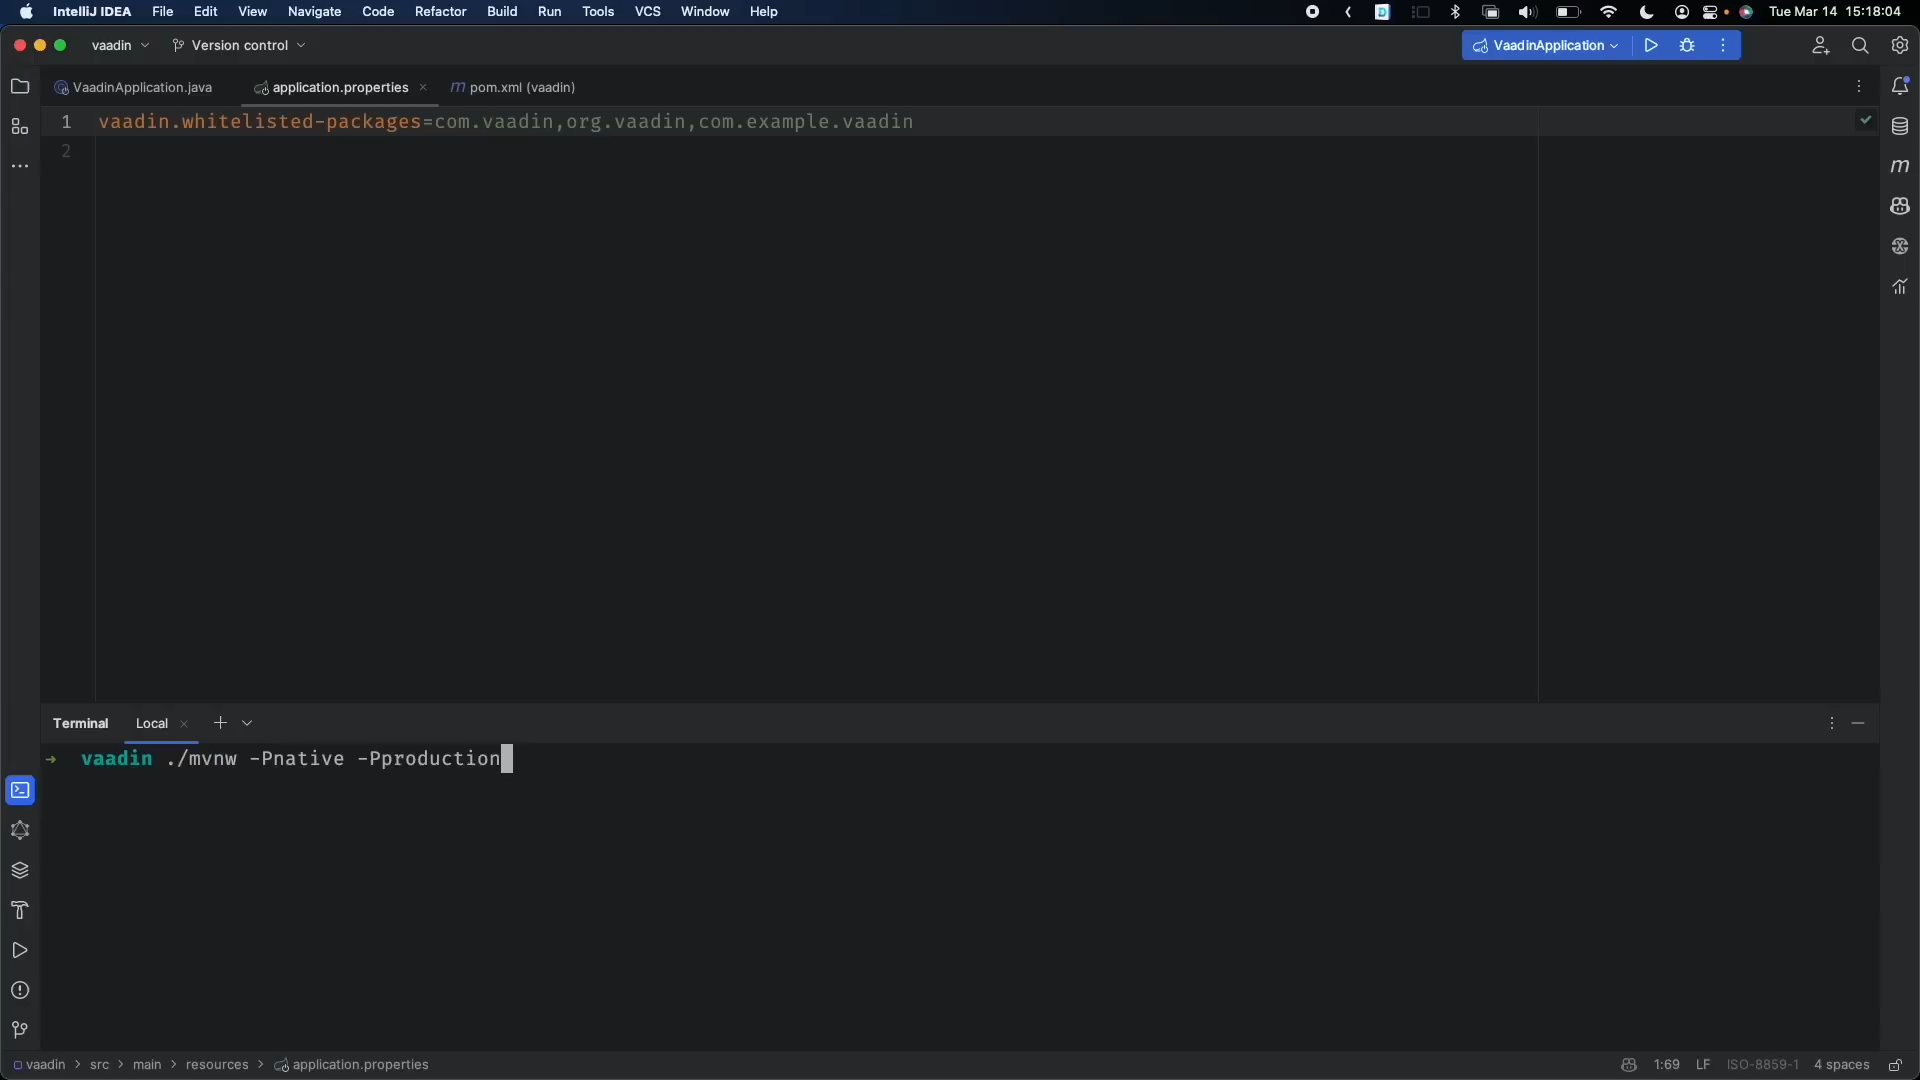 IntelliJ IDEA File Edit View Navigate Code Refactor Build Run Tools VCS Window Help Tue Mar 14 15:18:04
vaadin Version control VaadinApplication
VaadinApplication.java application.properties pom.xml (vaadin)
1 vaadin.whitelisted-packages=com.vaadin,org.vaadin,com.example.vaadin
2
Terminal Local
➜ vaadin ./mvnw -Pnative -Pproduction
vaadin > src > main > resources > application.properties 1:69 LF ISO-8859-1 4 spaces